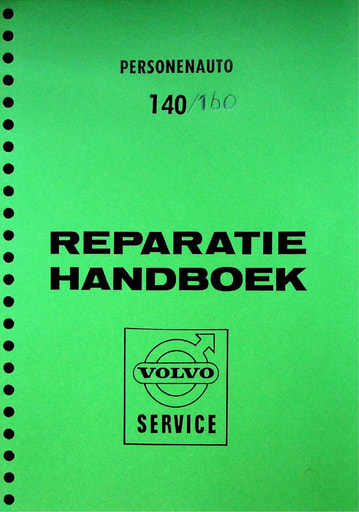 PERSONENAUTO
140/160
REPARATIE
HANDBOEK
VOLVO
SERVICE